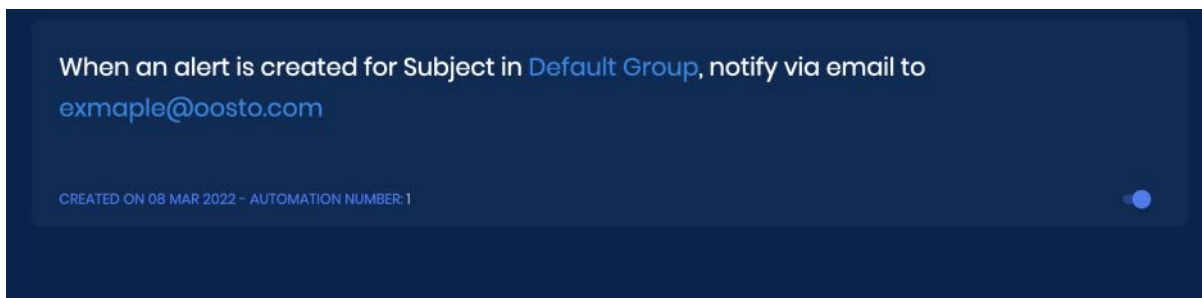 When an alert is created for Subject in Default Group, notify via email to
exmaple@oosto.com
CREATED ON 08 MAR 2022 - AUTOMATION NUMBER: 1